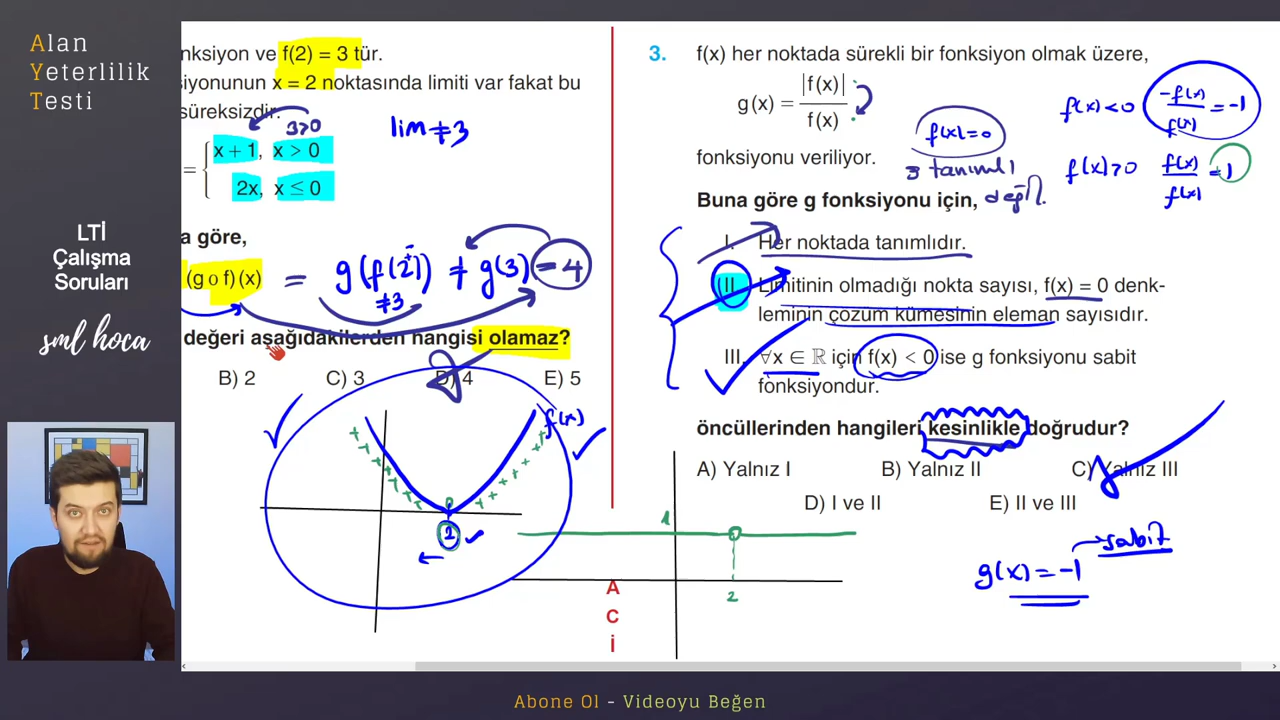 Alan
Yeterlilik
Testi
LTİ
Çalışma
Soruları
sml hoca
nksiyon ve f(2) = 3 tür.
siyonunun x = 2 noktasında limiti var fakat bu
süreksizdir.
3>0
lim ≠ 3
= { x + 1, x > 0
2x, x ≤ 0
a göre,
(g o f)(x) = g(f(2)) ≠ g(3) = 4
≠3
değeri aşağıdakilerden hangisi olamaz?
B) 2 C) 3 D) 4 E) 5
f(x)
2
3. f(x) her noktada sürekli bir fonksiyon olmak üzere,
g(x) = |f(x)| / f(x)
fonksiyonu veriliyor.
f(x)=0
tanımlı
değil.
f(x)<0 -f(x)/f(x) = -1
f(x)>0 f(x)/f(x) = 1
Buna göre g fonksiyonu için,
I. Her noktada tanımlıdır.
II. Limitinin olmadığı nokta sayısı, f(x) = 0 denk-
leminin çözüm kümesinin eleman sayısıdır.
III. ∀x ∈ ℝ için f(x) < 0 ise g fonksiyonu sabit
fonksiyondur.
öncüllerinden hangileri kesinlikle doğrudur?
A) Yalnız I B) Yalnız II C) Yalnız III
D) I ve II E) II ve III
1
2
g(x) = -1 sabit
A
C
İ
Abone Ol - Videoyu Beğen